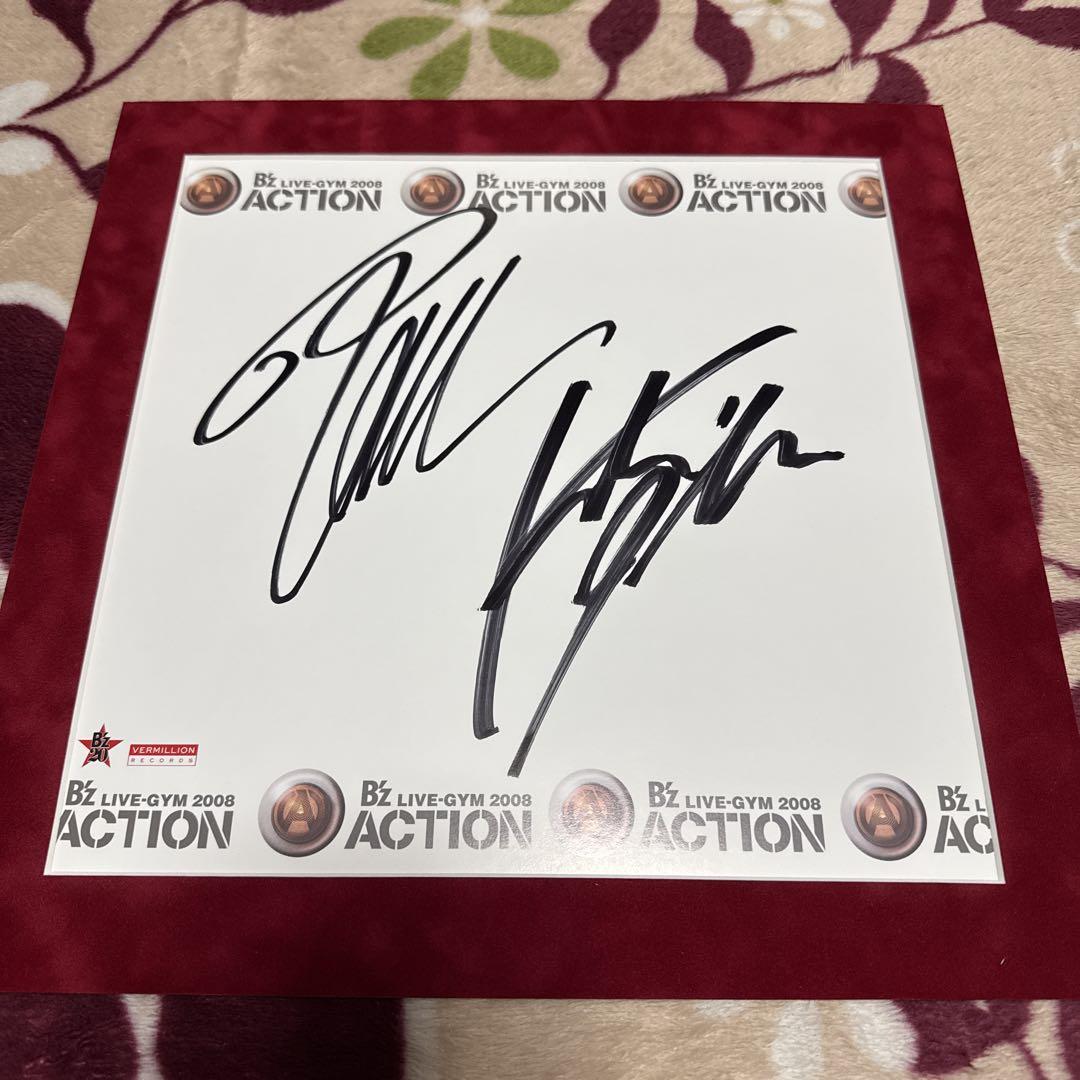 B'z LIVE-GYM 2008 B'z LIVE-GYM 2008 B'z LIVE-GYM 2008
ACTION ACTION ACTION
B'z
20
VERMILLION
RECORDS
B'z LIVE-GYM 2008 B'z LIVE-GYM 2008 B'z LIVE-GYM 2008 B'z L
ACTION ACTION ACTION AC